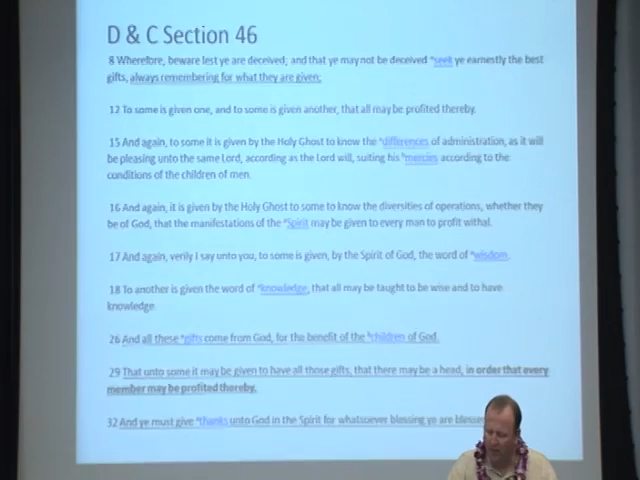 D & C Section 46
8 Wherefore, beware lest ye are deceived; and that ye may not be deceived ᵃseek ye earnestly the best
gifts, always remembering for what they are given;
12 To some is given one, and to some is given another, that all may be profited thereby.
15 And again, to some it is given by the Holy Ghost to know the ᵃdifferences of administration, as it will
be pleasing unto the same Lord, according as the Lord will, suiting his ᵇmercies according to the
conditions of the children of men.
16 And again, it is given by the Holy Ghost to some to know the diversities of operations, whether they
be of God, that the manifestations of the ᵃSpirit may be given to every man to profit withal.
17 And again, verily I say unto you, to some is given, by the Spirit of God, the word of ᵃwisdom.
18 To another is given the word of ᵃknowledge, that all may be taught to be wise and to have
knowledge.
26 And all these ᵃgifts come from God, for the benefit of the ᵇchildren of God.
29 That unto some it may be given to have all those gifts, that there may be a head, in order that every
member may be profited thereby.
32 And ye must give ᵃthanks unto God in the Spirit for whatsoever blessing ye are blesse